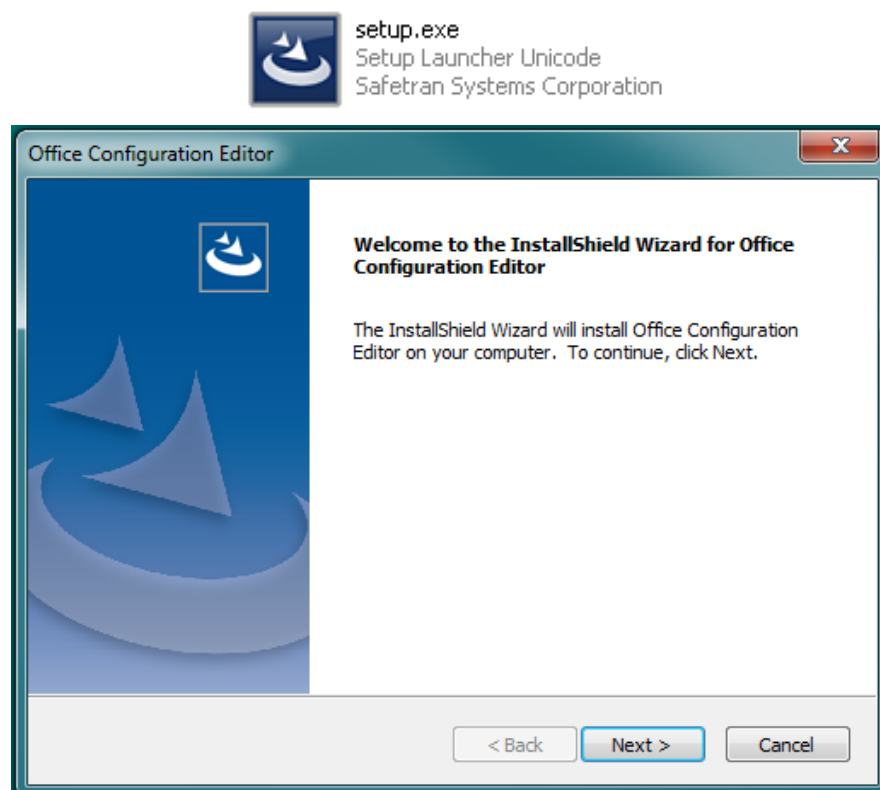 setup.exe
Setup Launcher Unicode
Safetran Systems Corporation
Office Configuration Editor
Welcome to the InstallShield Wizard for Office
Configuration Editor
The InstallShield Wizard will install Office Configuration
Editor on your computer. To continue, click Next.
< Back
Next >
Cancel